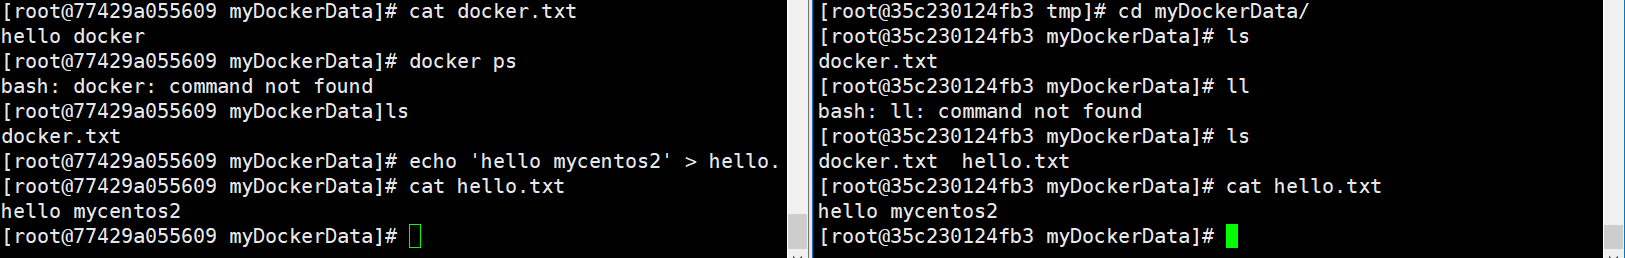 [root@77429a055609 myDockerData]# cat docker.txt
hello docker
[root@77429a055609 myDockerData]# docker ps
bash: docker: command not found
[root@77429a055609 myDockerData]ls
docker.txt
[root@77429a055609 myDockerData]# echo 'hello mycentos2' > hello.
[root@77429a055609 myDockerData]# cat hello.txt
hello mycentos2
[root@77429a055609 myDockerData]#
[root@35c230124fb3 tmp]# cd myDockerData/
[root@35c230124fb3 myDockerData]# ls
docker.txt
[root@35c230124fb3 myDockerData]# ll
bash: ll: command not found
[root@35c230124fb3 myDockerData]# ls
docker.txt  hello.txt
[root@35c230124fb3 myDockerData]# cat hello.txt
hello mycentos2
[root@35c230124fb3 myDockerData]#